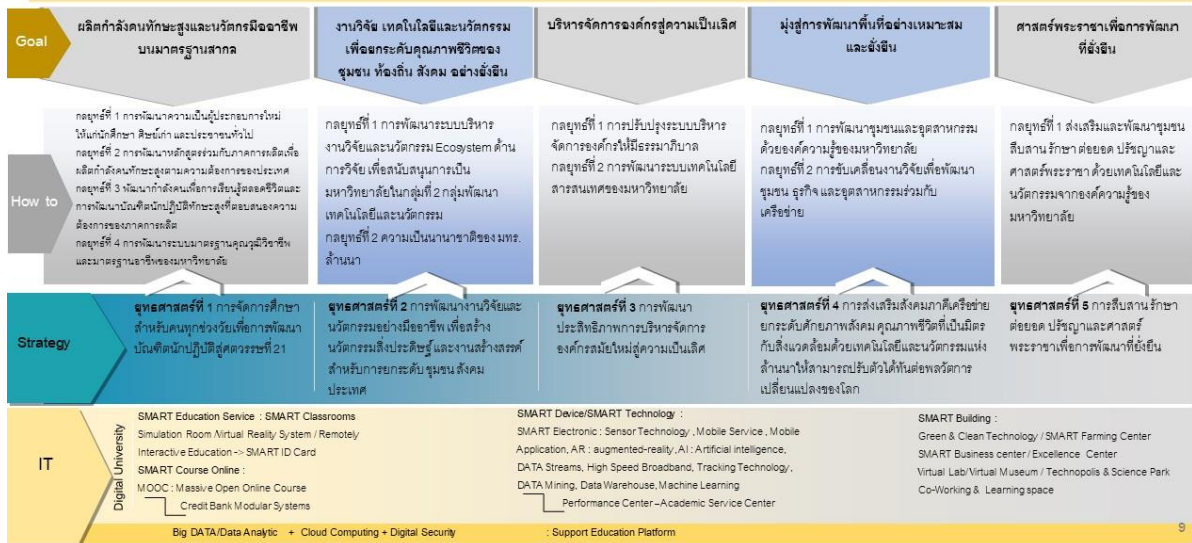 Goal
ผลิตกำลังคนทักษะสูงและนวัตกรมืออาชีพ
บนมาตรฐานสากล
งานวิจัย เทคโนโลยีและนวัตกรรม
เพื่อยกระดับคุณภาพชีวิตของ
ชุมชน ท้องถิ่น สังคม อย่างยั่งยืน
บริหารจัดการองค์กรสู่ความเป็นเลิศ
มุ่งสู่การพัฒนาพื้นที่อย่างเหมาะสม
และยั่งยืน
ศาสตร์พระราชาเพื่อการพัฒนา
ที่ยั่งยืน
How to
กลยุทธ์ที่ 1 การพัฒนาความเป็นผู้ประกอบการใหม่
ให้แก่นักศึกษา ศิษย์เก่า และประชาชนทั่วไป
กลยุทธ์ที่ 2 การพัฒนาหลักสูตรร่วมกับภาคการผลิตเพื่อ
ผลิตกำลังคนทักษะสูงตามความต้องการของประเทศ
กลยุทธ์ที่ 3 พัฒนากำลังคนเพื่อการเรียนรู้ตลอดชีวิตและ
การพัฒนาบัณฑิตนักปฏิบัติทักษะสูงที่ตอบสนองความ
ต้องการของภาคการผลิต
กลยุทธ์ที่ 4 การพัฒนาระบบมาตรฐานคุณวุฒิวิชาชีพ
และมาตรฐานอาชีพของมหาวิทยาลัย
กลยุทธ์ที่ 1 การพัฒนาระบบบริหาร
งานวิจัยและนวัตกรรม Ecosystem ด้าน
การวิจัย เพื่อสนับสนุนการเป็น
มหาวิทยาลัยในกลุ่มที่ 2 กลุ่มพัฒนา
เทคโนโลยีและนวัตกรรม
กลยุทธ์ที่ 2 ความเป็นนานาชาติของ มทร.
ล้านนา
กลยุทธ์ที่ 1 การปรับปรุงระบบบริหาร
จัดการองค์กรให้มีธรรมาภิบาล
กลยุทธ์ที่ 2 การพัฒนาระบบเทคโนโลยี
สารสนเทศของมหาวิทยาลัย
กลยุทธ์ที่ 1 การพัฒนาชุมชนและอุตสาหกรรม
ด้วยองค์ความรู้ของมหาวิทยาลัย
กลยุทธ์ที่ 2 การขับเคลื่อนงานวิจัยเพื่อพัฒนา
ชุมชน ธุรกิจ และอุตสาหกรรมร่วมกับ
เครือข่าย
กลยุทธ์ที่ 1 ส่งเสริมและพัฒนาชุมชน
สืบสาน รักษา ต่อยอด ปรัชญาและ
ศาสตร์พระราชา ด้วยเทคโนโลยีและ
นวัตกรรมจากองค์ความรู้ของ
มหาวิทยาลัย
Strategy
ยุทธศาสตร์ที่ 1 การจัดการศึกษา
สำหรับคนทุกช่วงวัยเพื่อการพัฒนา
บัณฑิตนักปฏิบัติสู่ศตวรรษที่ 21
ยุทธศาสตร์ที่ 2 การพัฒนางานวิจัยและ
นวัตกรรมอย่างมืออาชีพ เพื่อสร้าง
นวัตกรรมสิ่งประดิษฐ์ และงานสร้างสรรค์
สำหรับการยกระดับ ชุมชน สังคม
ประเทศ
ยุทธศาสตร์ที่ 3 การพัฒนา
ประสิทธิภาพการบริหารจัดการ
องค์กรสมัยใหม่สู่ความเป็นเลิศ
ยุทธศาสตร์ที่ 4 การส่งเสริมสังคมภาคีเครือข่าย
ยกระดับศักยภาพสังคม คุณภาพชีวิตที่เป็นมิตร
กับสิ่งแวดล้อมด้วยเทคโนโลยีและนวัตกรรมแห่ง
ล้านนาให้สามารถปรับตัวได้ทันต่อพลวัตการ
เปลี่ยนแปลงของโลก
ยุทธศาสตร์ที่ 5 การสืบสาน รักษา
ต่อยอด ปรัชญาและศาสตร์
พระราชาเพื่อการพัฒนาที่ยั่งยืน
IT
Digital University
SMART Education Service : SMART Classrooms
Simulation Room /Virtual Reality System / Remotely
Interactive Education -> SMART ID Card
SMART Course Online :
MOOC : Massive Open Online Course
Credit Bank Modular Systems
SMART Device/SMART Technology :
SMART Electronic : Sensor Technology , Mobile Service , Mobile
Application, AR : augmented-reality, AI : Artificial intelligence,
DATA Streams, High Speed Broadband, Tracking Technology,
DATA Mining, Data Warehouse, Machine Learning
Performance Center –Academic Service Center
SMART Building :
Green & Clean Technology / SMART Farming Center
SMART Business center / Excellence Center
Virtual Lab/Virtual Museum / Technopolis & Science Park
Co-Working & Learning space
Big DATA/Data Analytic + Cloud Computing + Digital Security : Support Education Platform
9